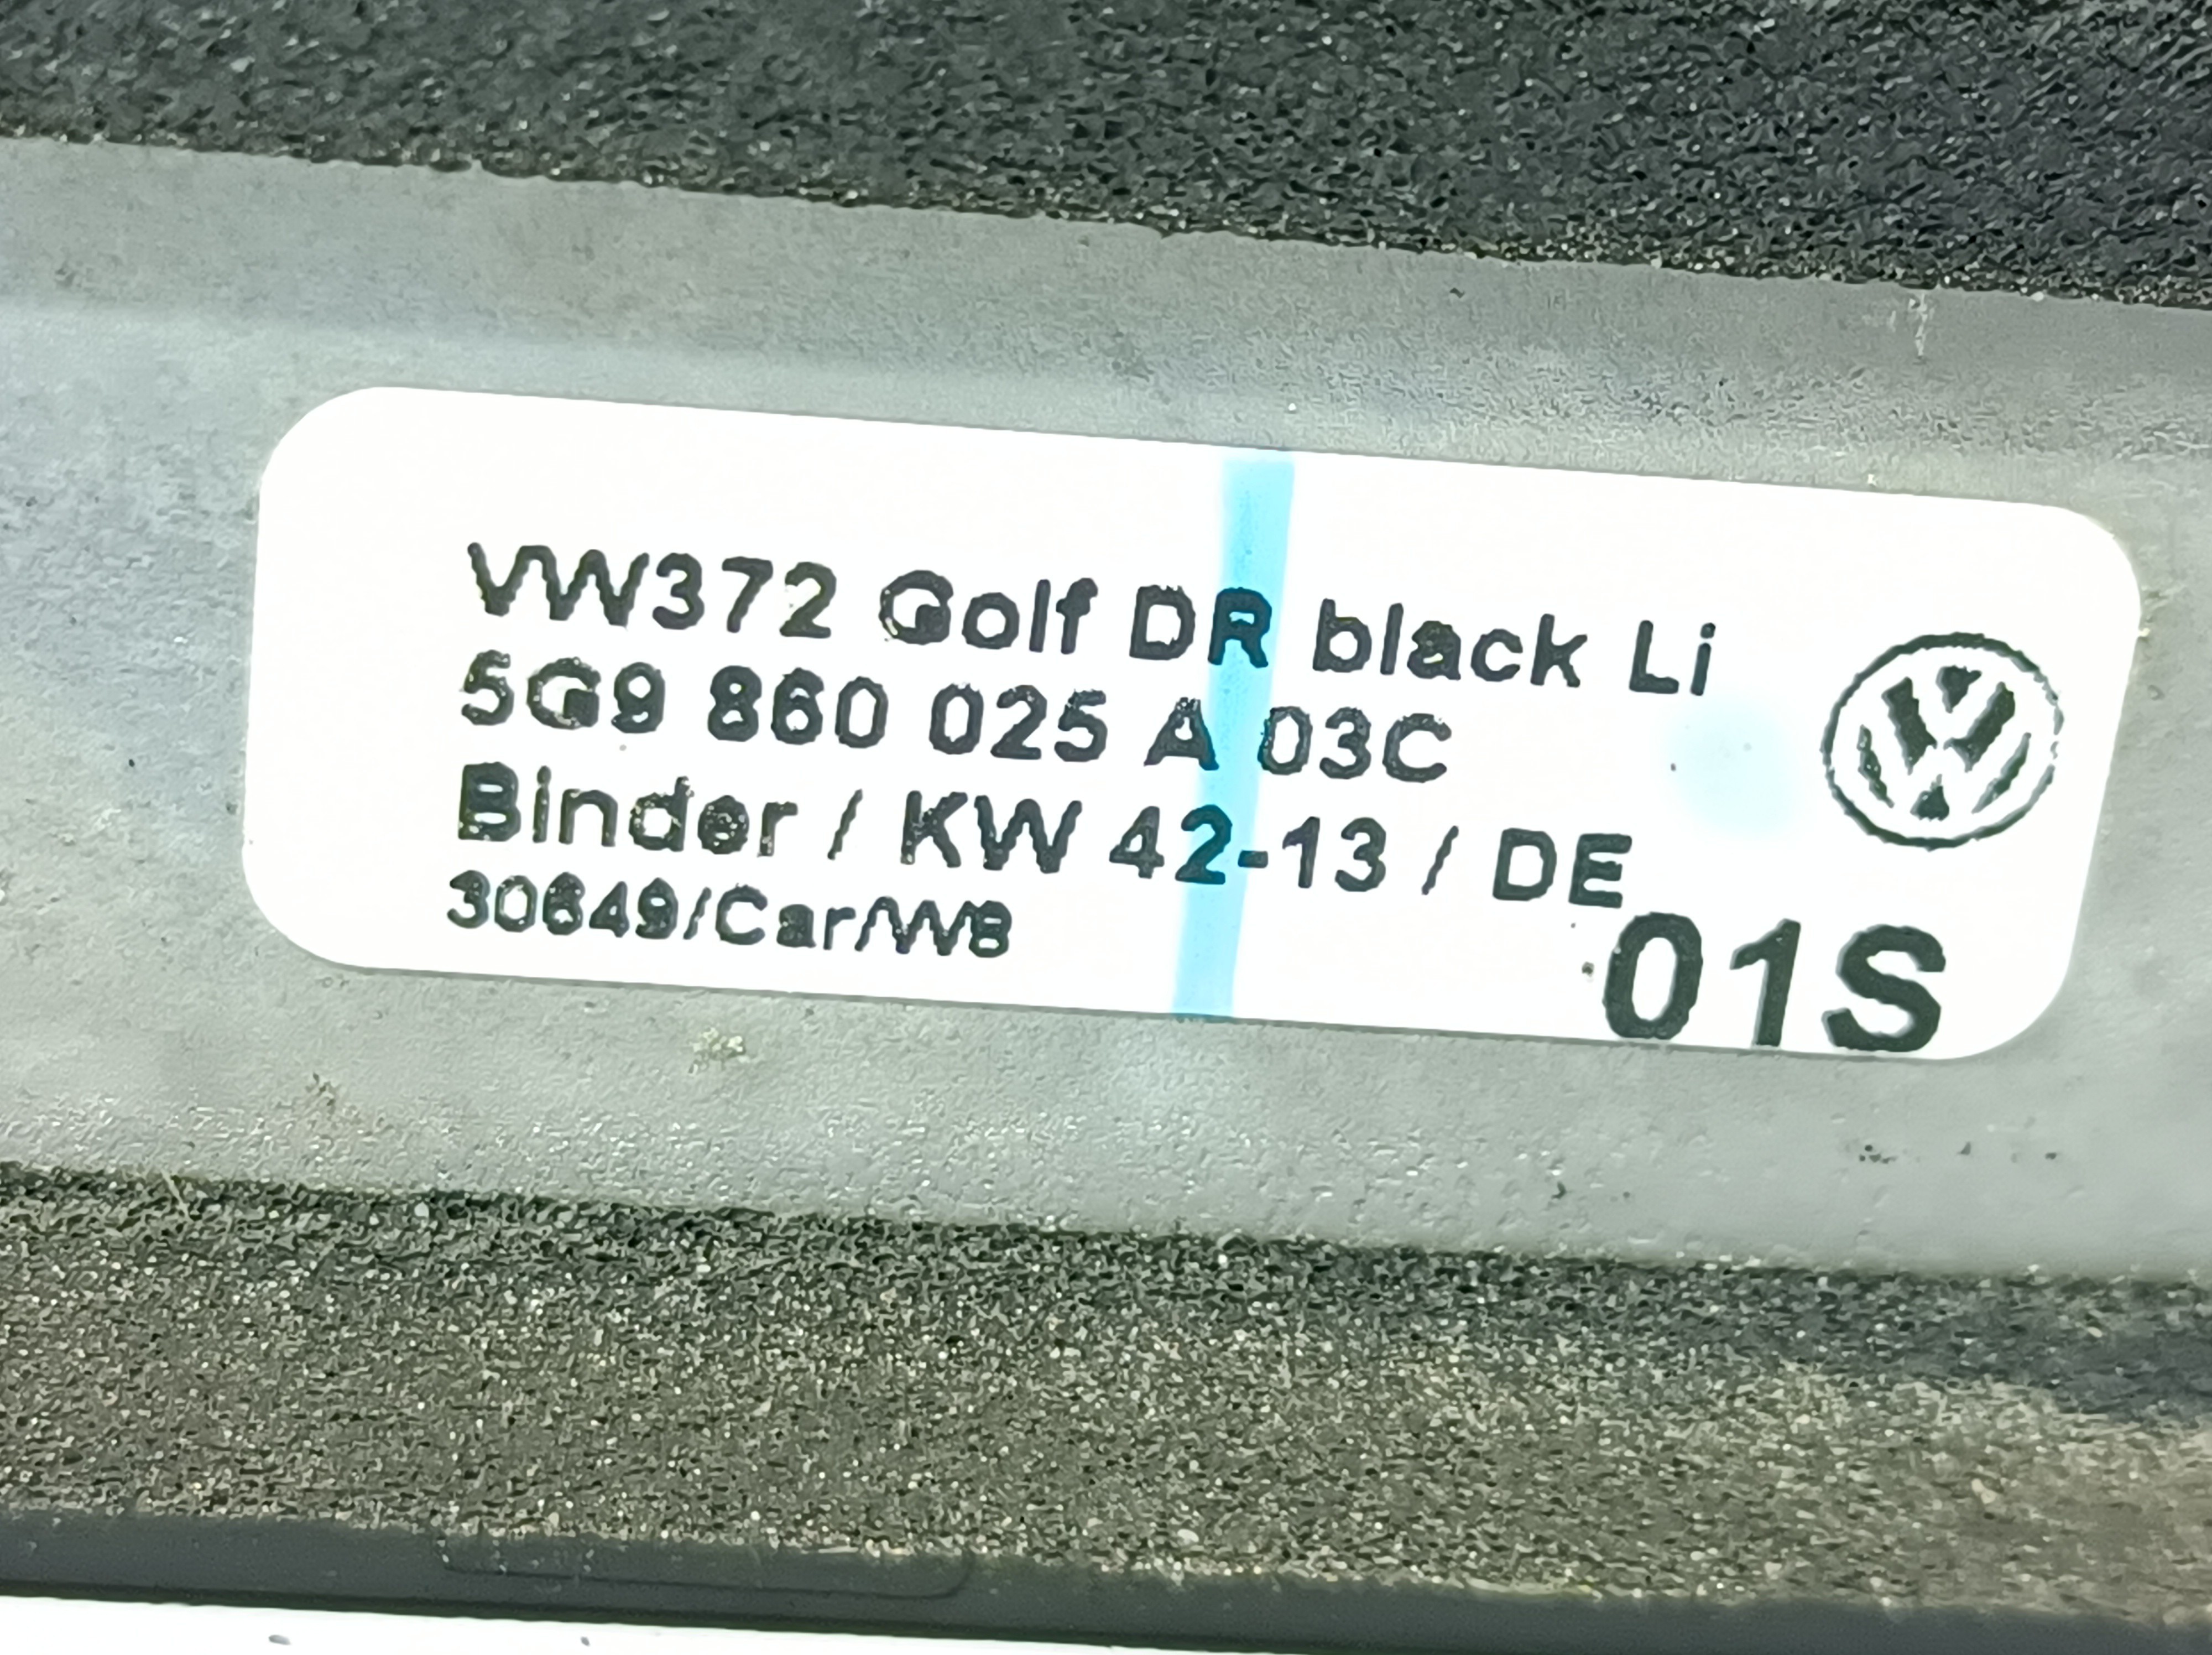 VW372 Golf DR black Li
5G9 860 025 A 03C
Binder / KW 42-13 / DE
30649/Car/W8
01S